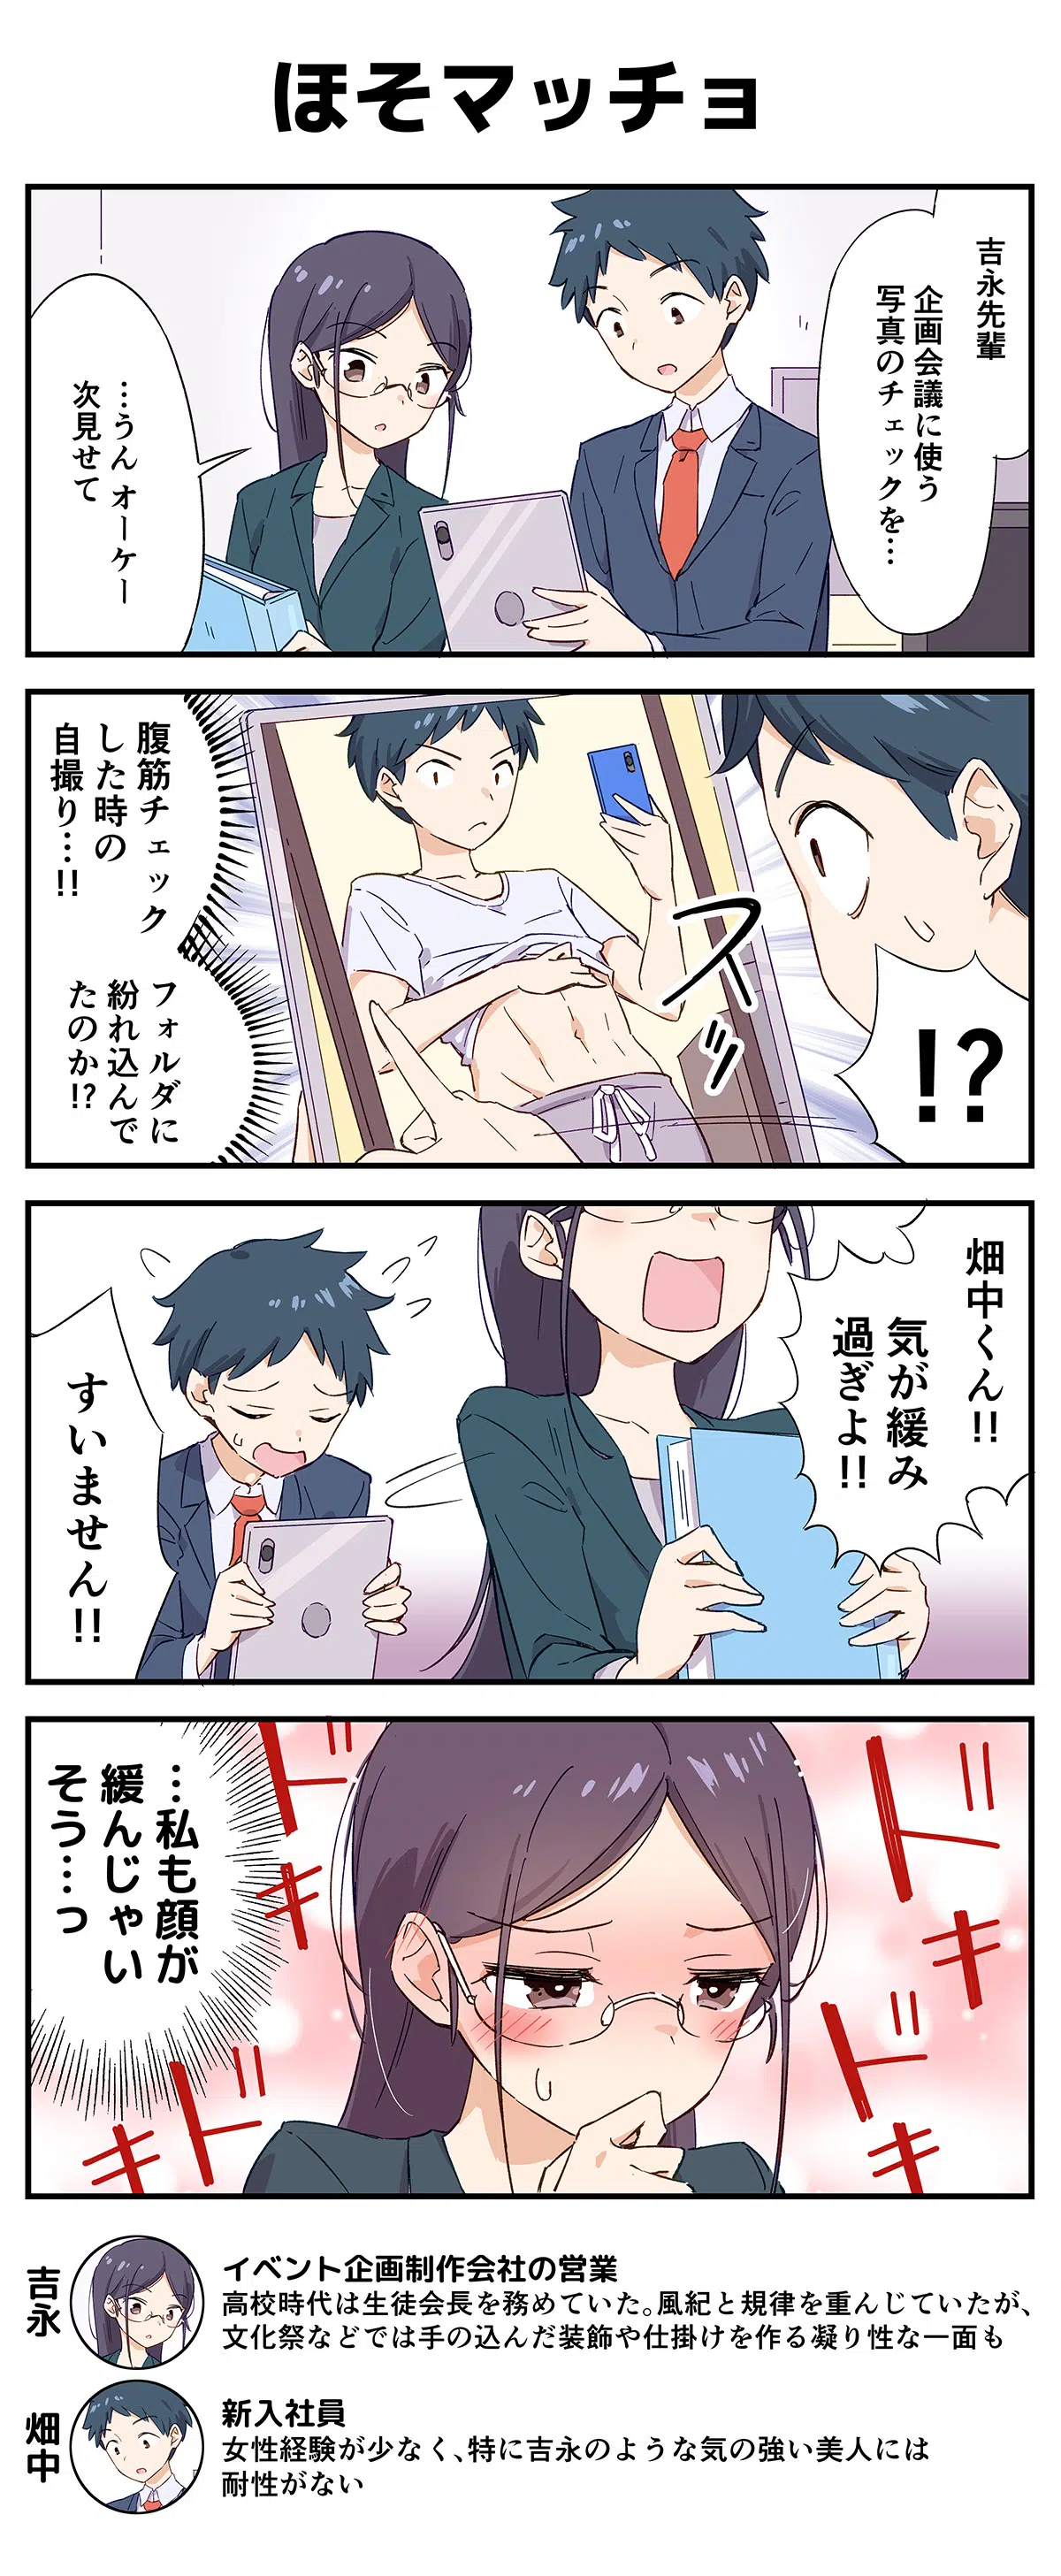 ほそマッチョ
吉永先輩
企画会議に使う
写真のチェックを…
…うん オーケー
次見せて
!?
スッ
腹筋チェック
した時の
自撮り…!!
フォルダに
紛れ込んで
たのか!?
畑中くん!!
気が緩み
過ぎよ!!
すいません!!
ドキ
ドキ
…私も顔が
緩んじゃい
そう…っ
ドキ
ドキ
吉永
イベント企画制作会社の営業
高校時代は生徒会長を務めていた。風紀と規律を重んじていたが、
文化祭などでは手の込んだ装飾や仕掛けを作る凝り性な一面も
畑中
新入社員
女性経験が少なく、特に吉永のような気の強い美人には
耐性がない